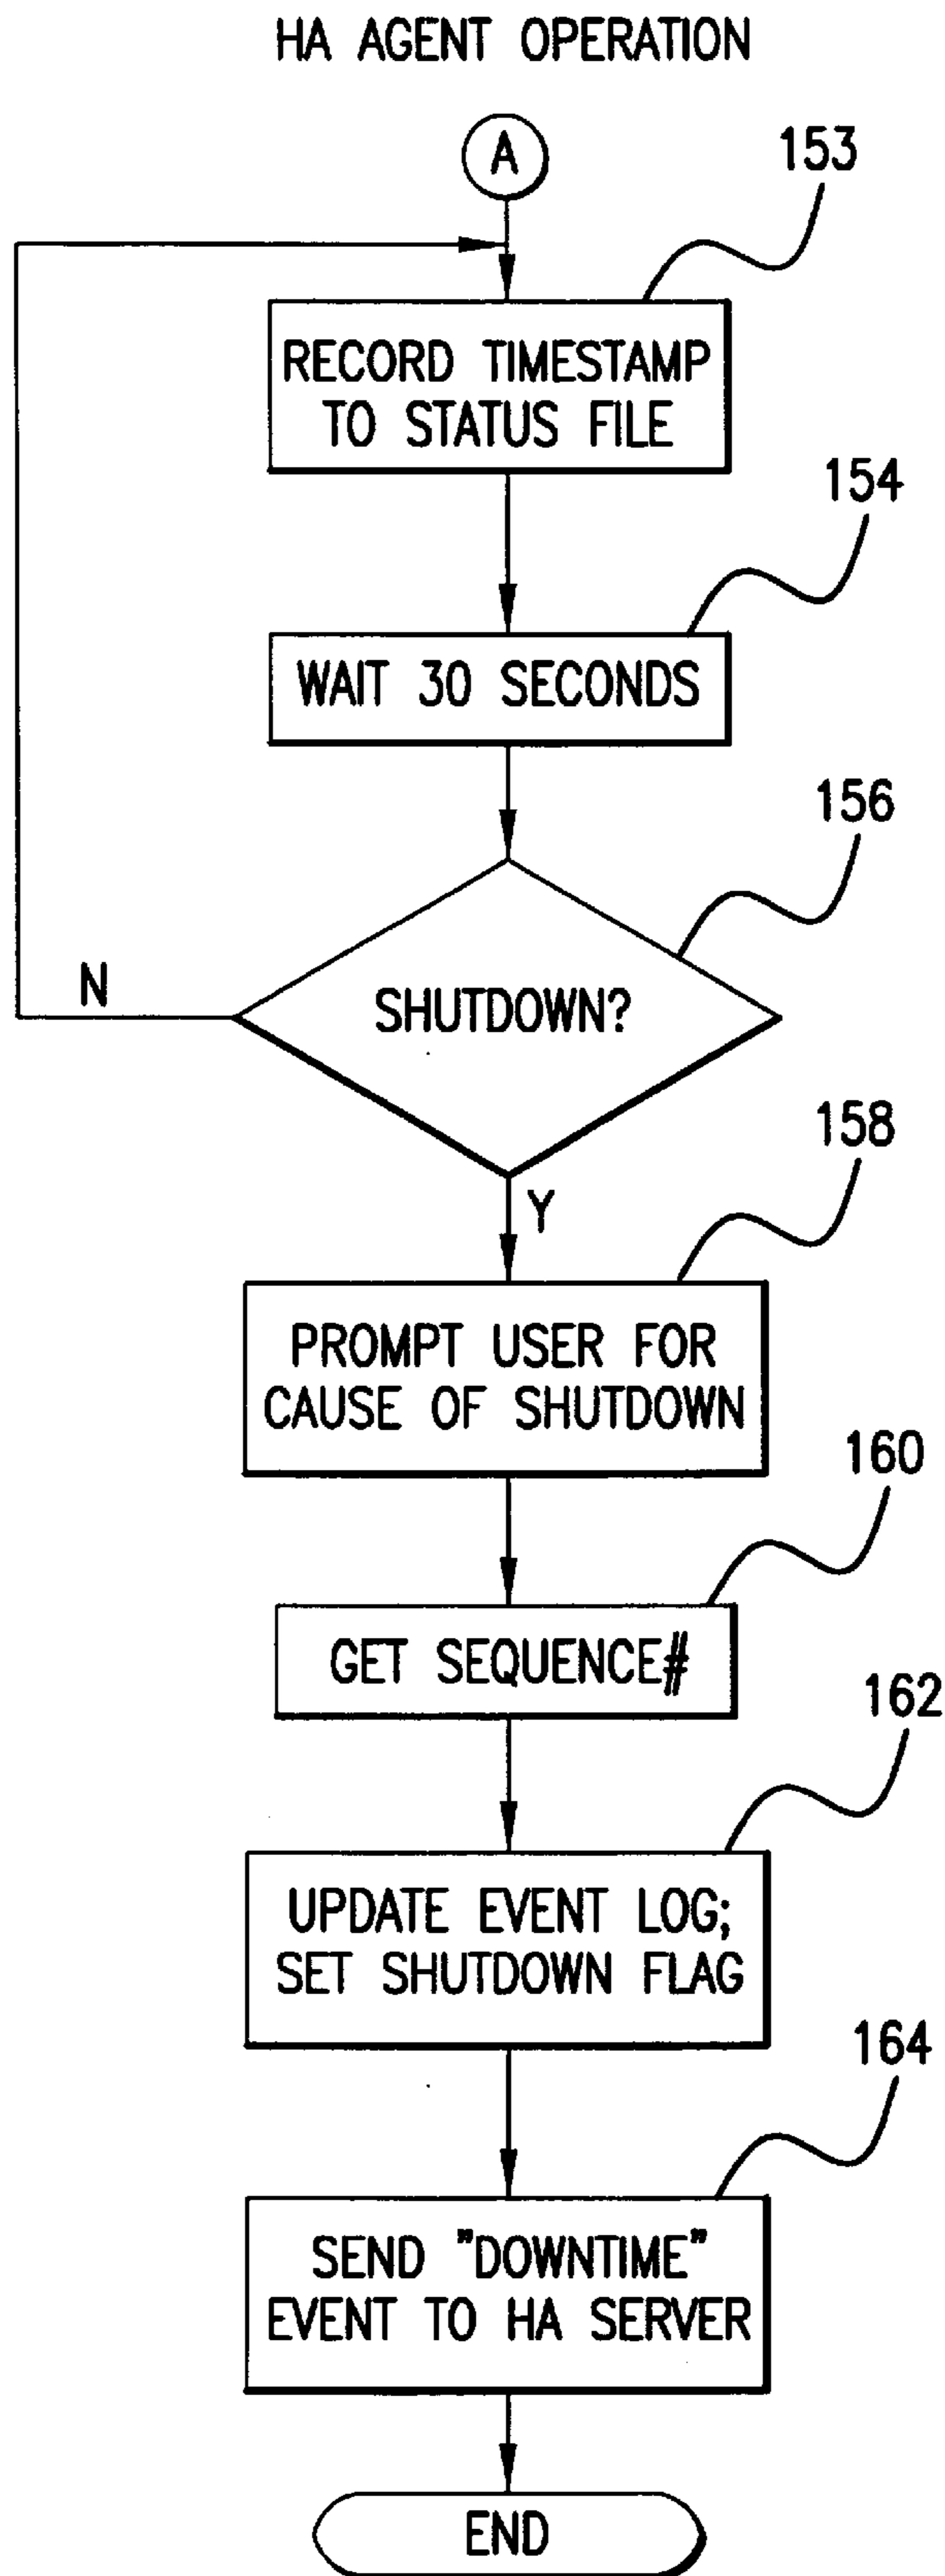 HA AGENT OPERATION
A
153
RECORD TIMESTAMP
TO STATUS FILE
154
WAIT 30 SECONDS
156
SHUTDOWN?
N
Y
158
PROMPT USER FOR
CAUSE OF SHUTDOWN
160
GET SEQUENCE#
162
UPDATE EVENT LOG;
SET SHUTDOWN FLAG
164
SEND "DOWNTIME"
EVENT TO HA SERVER
END